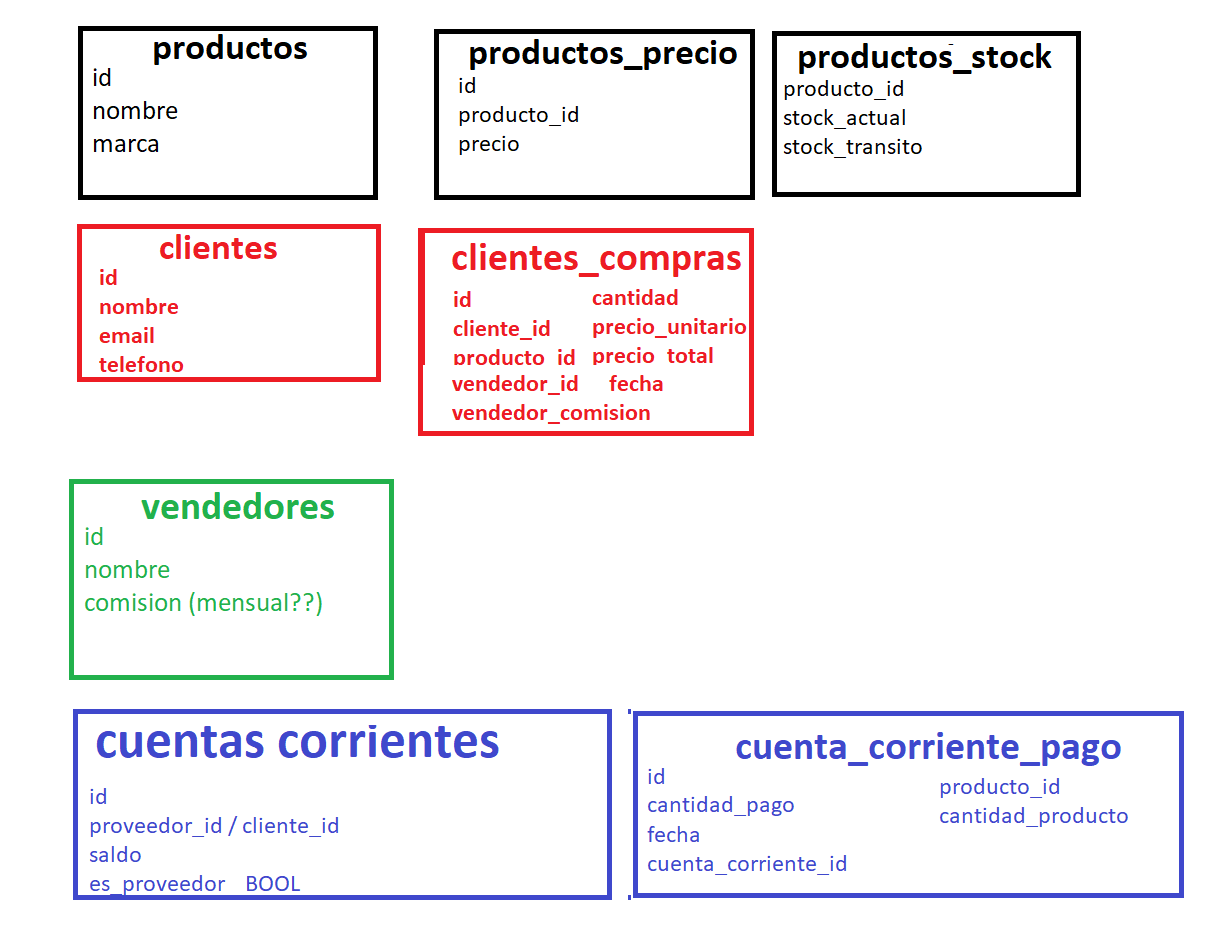 productos
id
nombre
marca
productos_precio
id
producto_id
precio
productos_stock
producto_id
stock_actual
stock_transito
clientes
id
nombre
email
telefono
clientes_compras
id
cliente_id
producto_id
vendedor_id
vendedor_comision
cantidad
precio_unitario
precio_total
fecha
vendedores
id
nombre
comision (mensual??)
cuentas corrientes
id
proveedor_id / cliente_id
saldo
es_proveedor BOOL
cuenta_corriente_pago
id
cantidad_pago
fecha
cuenta_corriente_id
producto_id
cantidad_producto